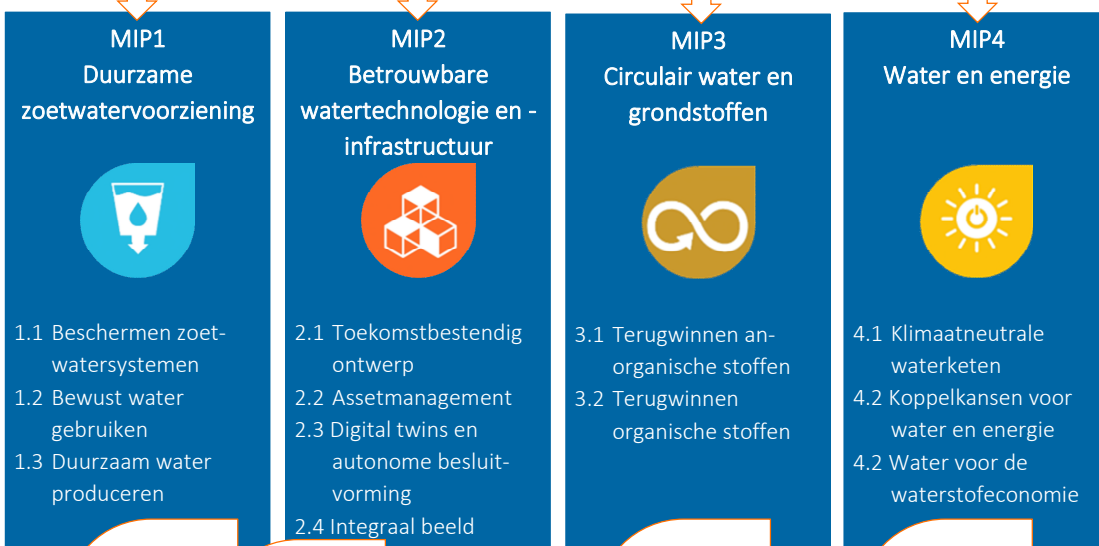 MIP1
Duurzame
zoetwatervoorziening
1.1 Beschermen zoet-
watersystemen
1.2 Bewust water
gebruiken
1.3 Duurzaam water
produceren
MIP2
Betrouwbare
watertechnologie en -
infrastructuur
2.1 Toekomstbestendig
ontwerp
2.2 Assetmanagement
2.3 Digital twins en
autonome besluit-
vorming
2.4 Integraal beeld
MIP3
Circulair water en
grondstoffen
3.1 Terugwinnen an-
organische stoffen
3.2 Terugwinnen
organische stoffen
MIP4
Water en energie
4.1 Klimaatneutrale
waterketen
4.2 Koppelkansen voor
water en energie
4.2 Water voor de
waterstofeconomie